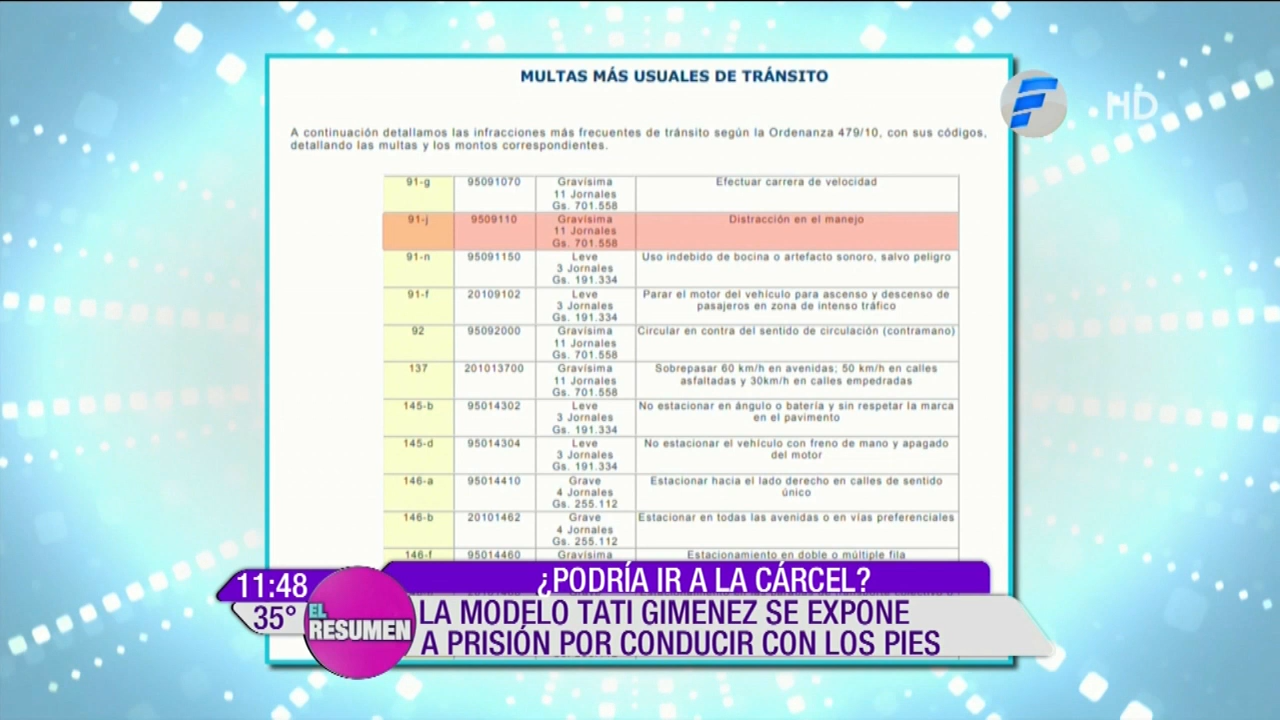 MULTAS MÁS USUALES DE TRÁNSITO
HD
A continuación detallamos las infracciones más frecuentes de tránsito según la Ordenanza 479/10, con sus códigos,
detallando las multas y los montos correspondientes.
91-g 95091070 Gravísima Efectuar carrera de velocidad
11 Jornales
Gs. 701.558
91-j 9509110 Gravísima Distracción en el manejo
11 Jornales
Gs. 701.558
91-n 95091150 Leve Uso indebido de bocina o artefacto sonoro, salvo peligro
3 Jornales
Gs. 191.334
91-f 20109102 Leve Parar el motor del vehículo para ascenso y descenso de
3 Jornales pasajeros en zona de intenso tráfico
Gs. 191.334
92 95092000 Gravísima Circular en contra del sentido de circulación (contramano)
11 Jornales
Gs. 701.558
137 201013700 Gravísima Sobrepasar 60 km/h en avenidas; 50 km/h en calles
11 Jornales asfaltadas y 30km/h en calles empedradas
Gs. 701.558
145-b 95014302 Leve No estacionar en ángulo o batería y sin respetar la marca
3 Jornales en el pavimento
Gs. 191.334
145-d 95014304 Leve No estacionar el vehículo con freno de mano y apagado
3 Jornales del motor
Gs. 191.334
146-a 95014410 Grave Estacionar hacia el lado derecho en calles de sentido
4 Jornales único
Gs. 255.112
146-b 20101462 Grave Estacionar en todas las avenidas o en vías preferenciales
4 Jornales
Gs. 255.112
146-f 95014460 Gravísima Estacionamiento en doble o múltiple fila
11:48 ¿PODRÍA IR A LA CÁRCEL?
35° EL RESUMEN
LA MODELO TATI GIMENEZ SE EXPONE
A PRISIÓN POR CONDUCIR CON LOS PIES